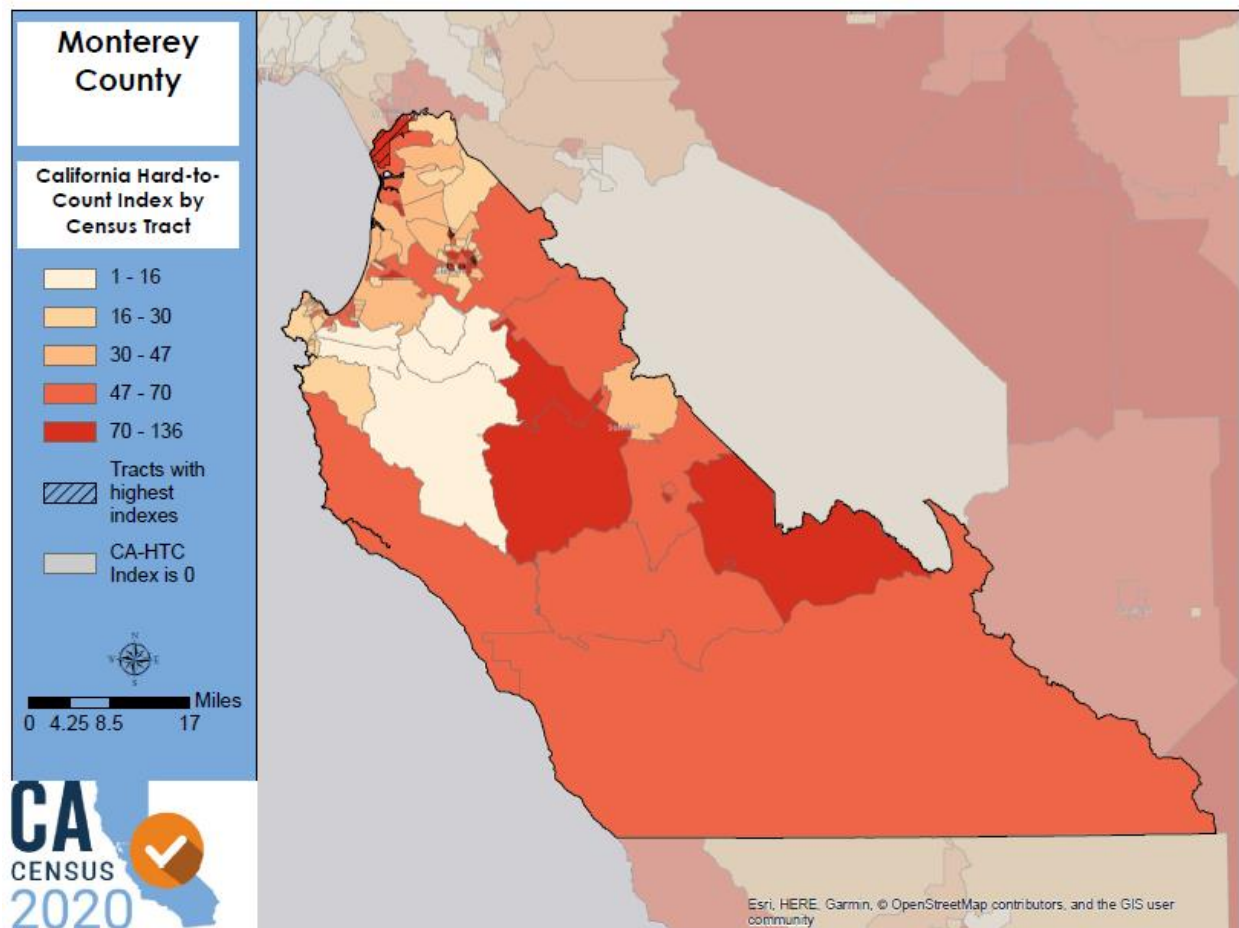 Monterey
County
California Hard-to-
Count Index by
Census Tract
1 - 16
16 - 30
30 - 47
47 - 70
70 - 136
Tracts with
highest
indexes
CA-HTC
Index is 0
N
W E
S
Miles
0 4.25 8.5 17
CA
CENSUS
2020
Esri, HERE, Garmin, © OpenStreetMap contributors, and the GIS user
community